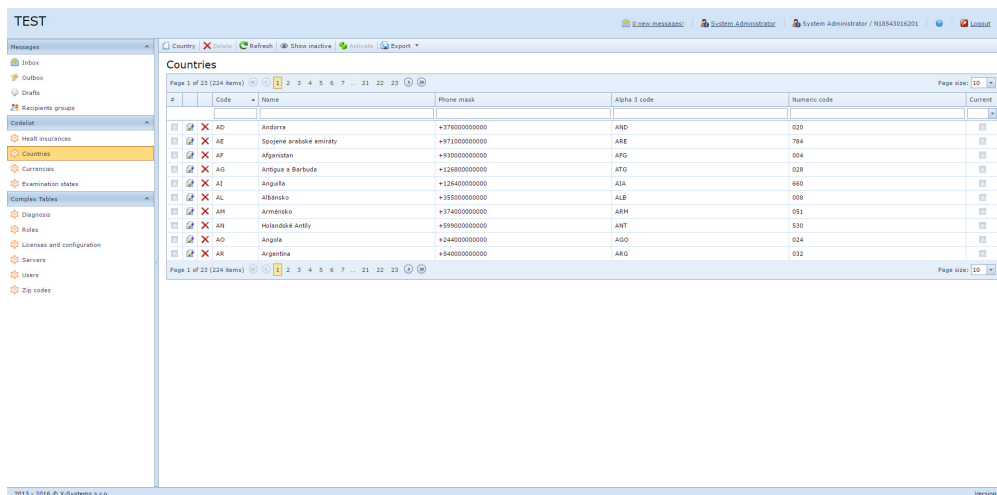 TEST
0 new messages! System Administrator System Administrator / N18543016201 Logout
Messages
Inbox
Outbox
Drafts
Recipients groups
Codelist
Healt insurances
Countries
Currencies
Examination states
Complex Tables
Diagnosis
Roles
Licenses and configuration
Servers
Users
Zip codes
Country Delete Refresh Show inactive Activate Export
Countries
Page 1 of 23 (224 items) 1 2 3 4 5 6 7 … 21 22 23 Page size: 10
# Code Name Phone mask Alpha 3 code Numeric code Current
AD Andorra +376000000000 AND 020
AE Spojené arabské emiráty +971000000000 ARE 784
AF Afganistan +930000000000 AFG 004
AG Antigua a Barbuda +126800000000 ATG 028
AI Anguilla +126400000000 AIA 660
AL Albánsko +355000000000 ALB 008
AM Arménsko +374000000000 ARM 051
AN Holandské Antily +599000000000 ANT 530
AO Angola +244000000000 AGO 024
AR Argentina +540000000000 ARG 032
Page 1 of 23 (224 items) 1 2 3 4 5 6 7 … 21 22 23 Page size: 10
2013 - 2016 © X-Systems s.r.o. Version